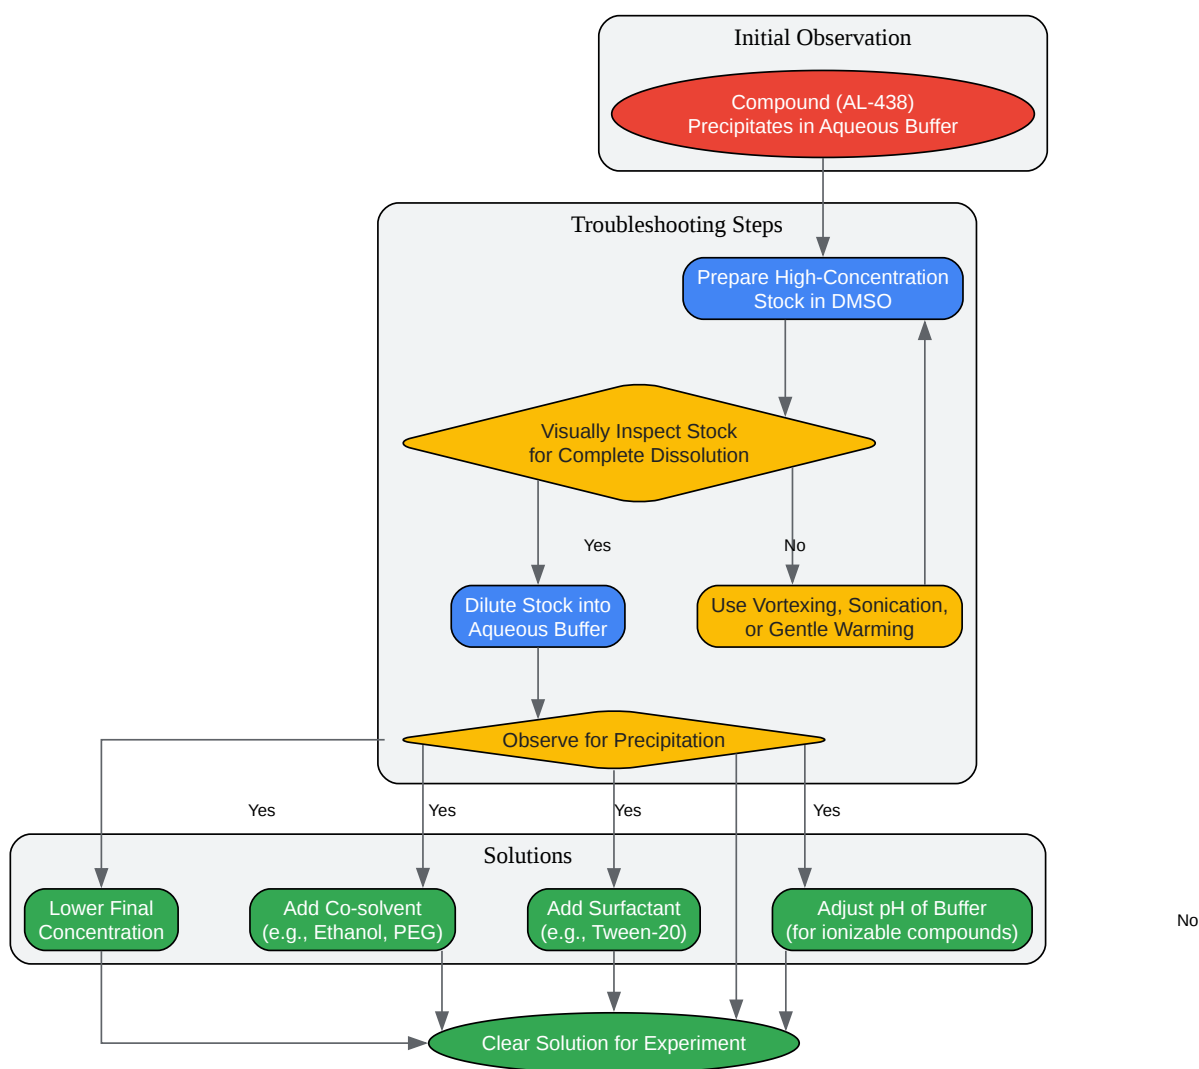 Initial Observation
Compound (AL-438)
Precipitates in Aqueous Buffer
Troubleshooting Steps
Prepare High-Concentration
Stock in DMSO
Visually Inspect Stock
for Complete Dissolution
Yes
No
Dilute Stock into
Aqueous Buffer
Use Vortexing, Sonication,
or Gentle Warming
Observe for Precipitation
Yes
Yes
Yes
Yes
Solutions
Lower Final
Concentration
Add Co-solvent
(e.g., Ethanol, PEG)
Add Surfactant
(e.g., Tween-20)
Adjust pH of Buffer
(for ionizable compounds)
No
Clear Solution for Experiment